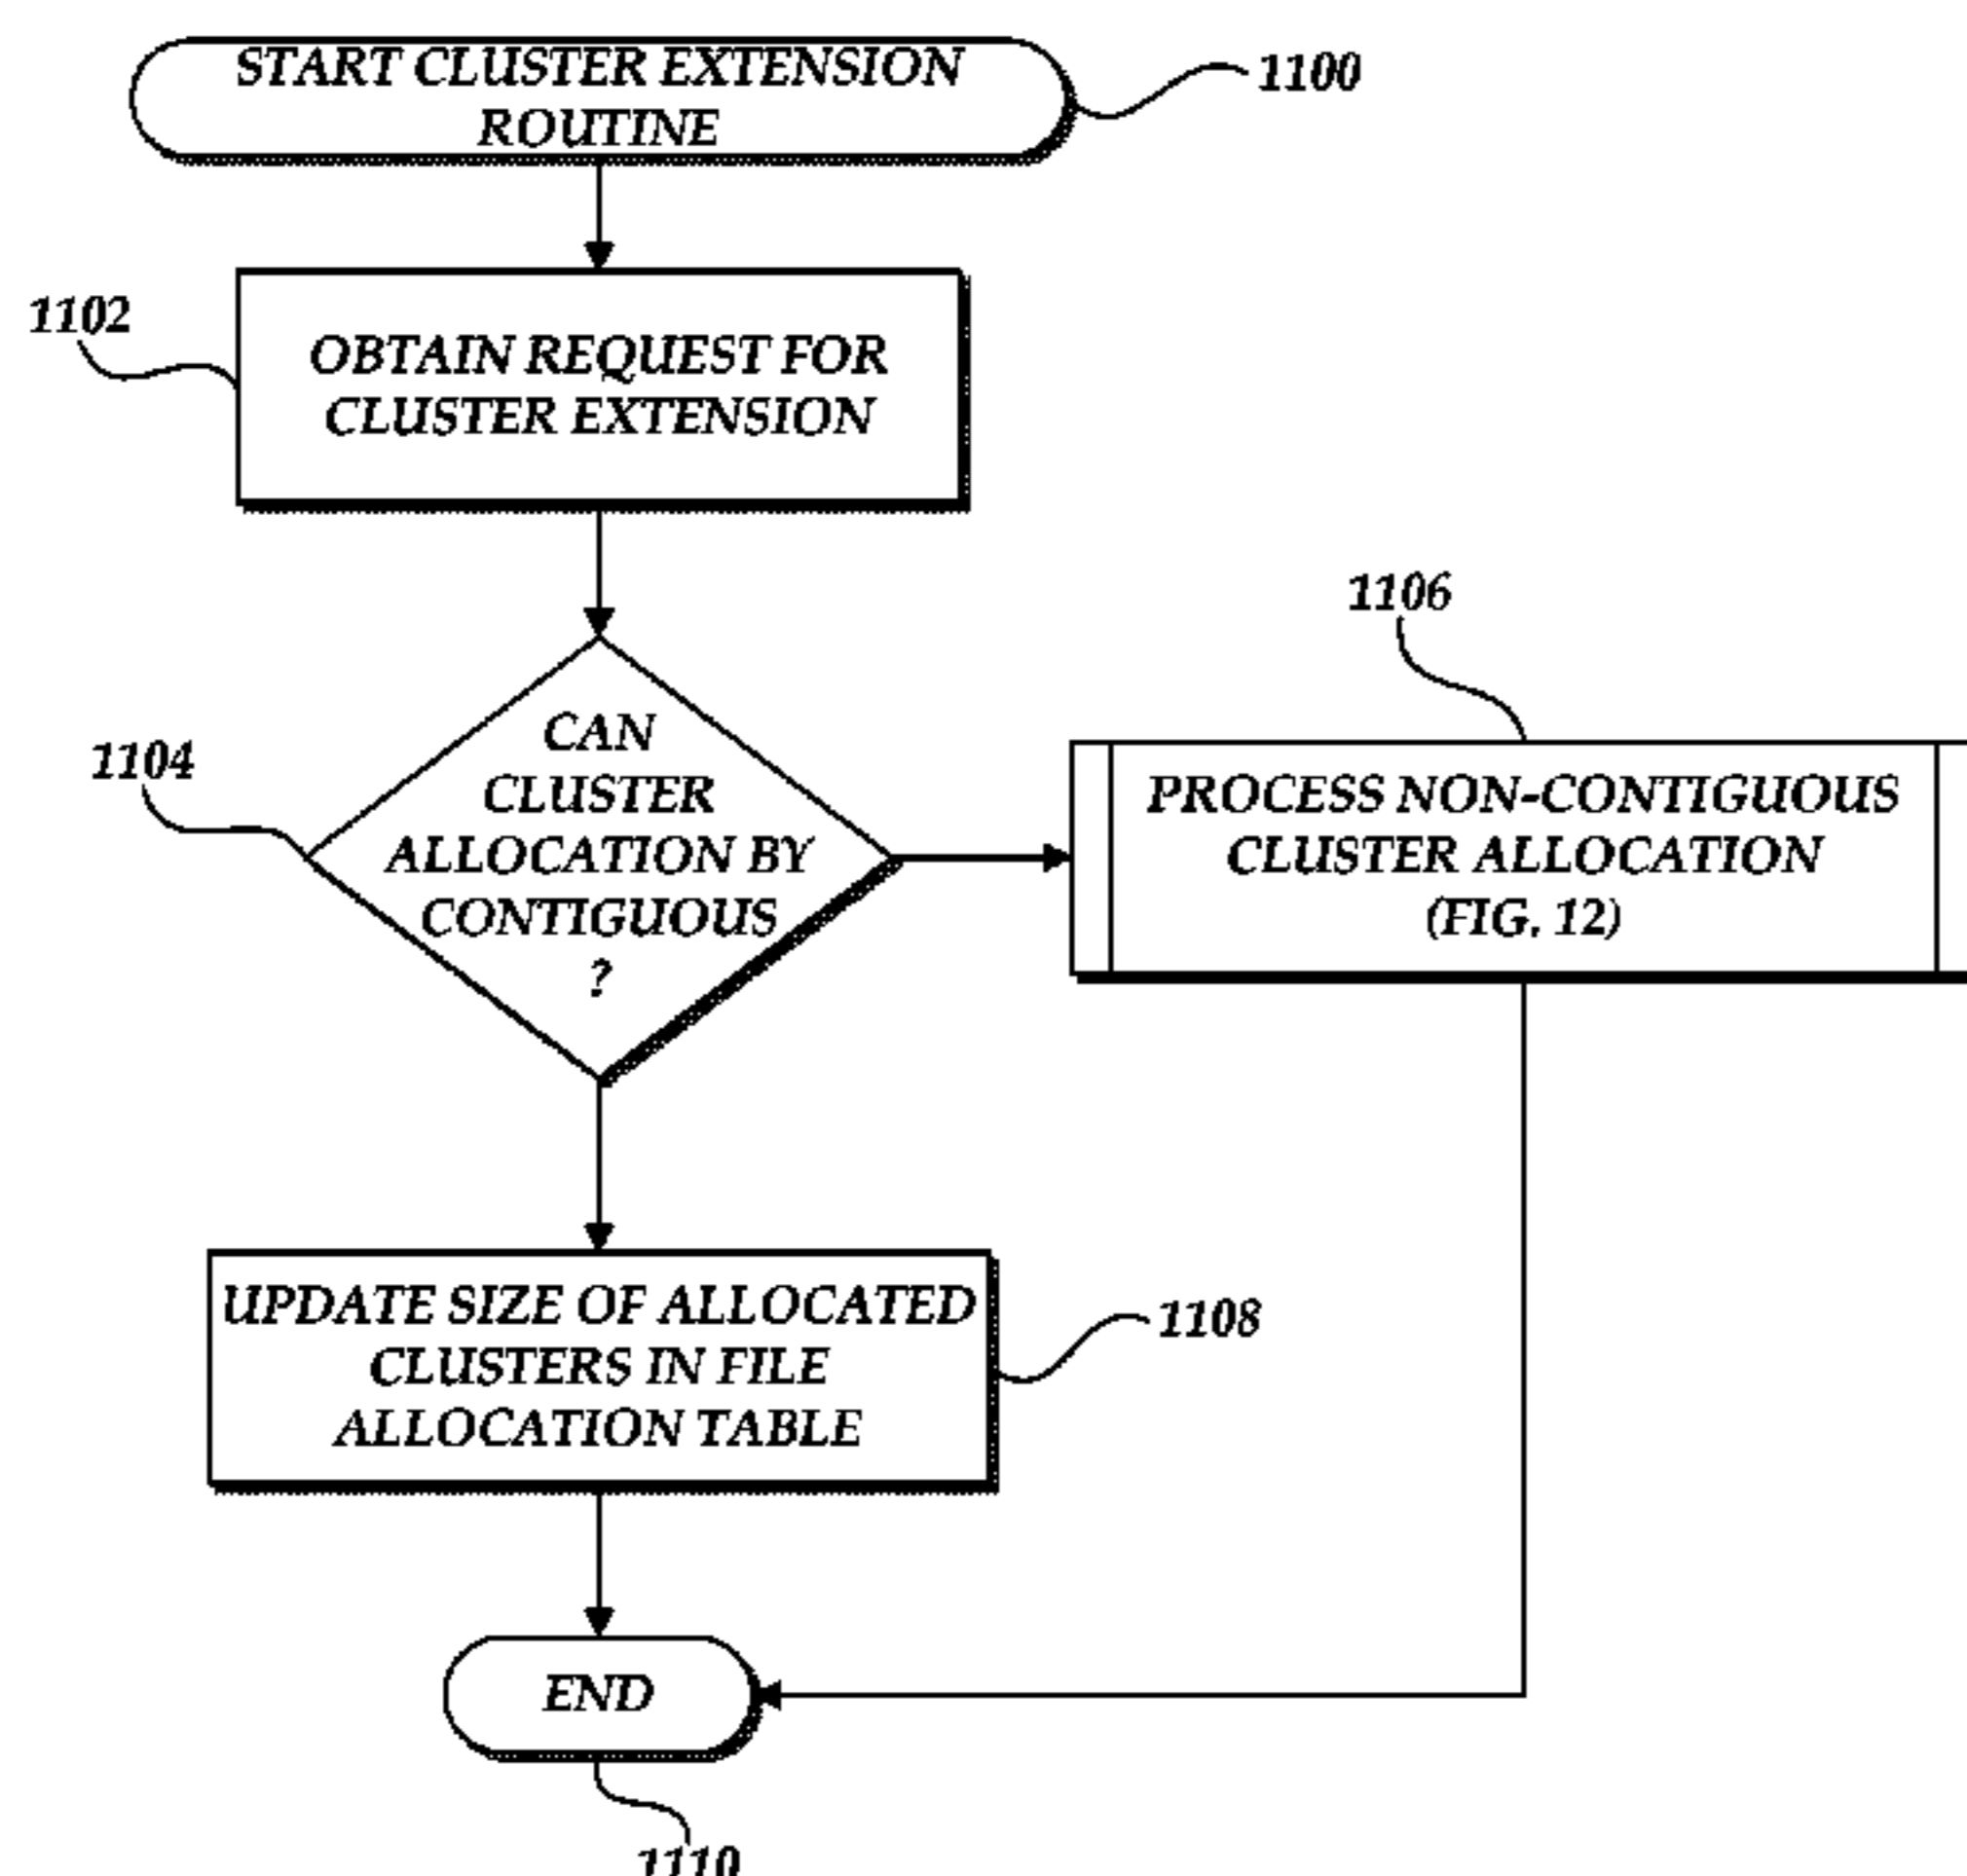 START CLUSTER EXTENSION
ROUTINE
1100
1102
OBTAIN REQUEST FOR
CLUSTER EXTENSION
1104
CAN
CLUSTER
ALLOCATION BY
CONTIGUOUS
?
1106
PROCESS NON-CONTIGUOUS
CLUSTER ALLOCATION
(FIG. 12)
UPDATE SIZE OF ALLOCATED
CLUSTERS IN FILE
ALLOCATION TABLE
1108
END
1110